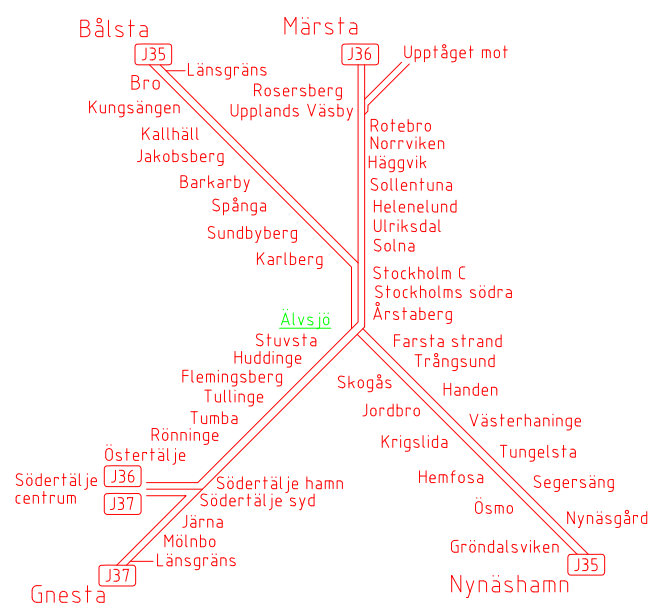 Bålsta
Märsta
J35
J36
Upptåget mot
Länsgräns
Bro
Rosersberg
Kungsängen
Upplands Väsby
Kallhäll
Rotebro
Norrviken
Jakobsberg
Häggvik
Barkarby
Sollentuna
Spånga
Helenelund
Ulriksdal
Sundbyberg
Solna
Karlberg
Stockholm C
Stockholms södra
Årstaberg
Älvsjö
Stuvsta
Farsta strand
Huddinge
Trångsund
Flemingsberg
Skogås
Handen
Tullinge
Jordbro
Tumba
Västerhaninge
Rönninge
Krigslida
Tungelsta
Östertälje
J36
Södertälje
centrum
J37
Södertälje hamn
Södertälje syd
Hemfosa
Segersäng
Järna
Ösmo
Nynäsgård
Mölnbo
Gröndalsviken
Länsgräns
J37
J35
Gnesta
Nynäshamn